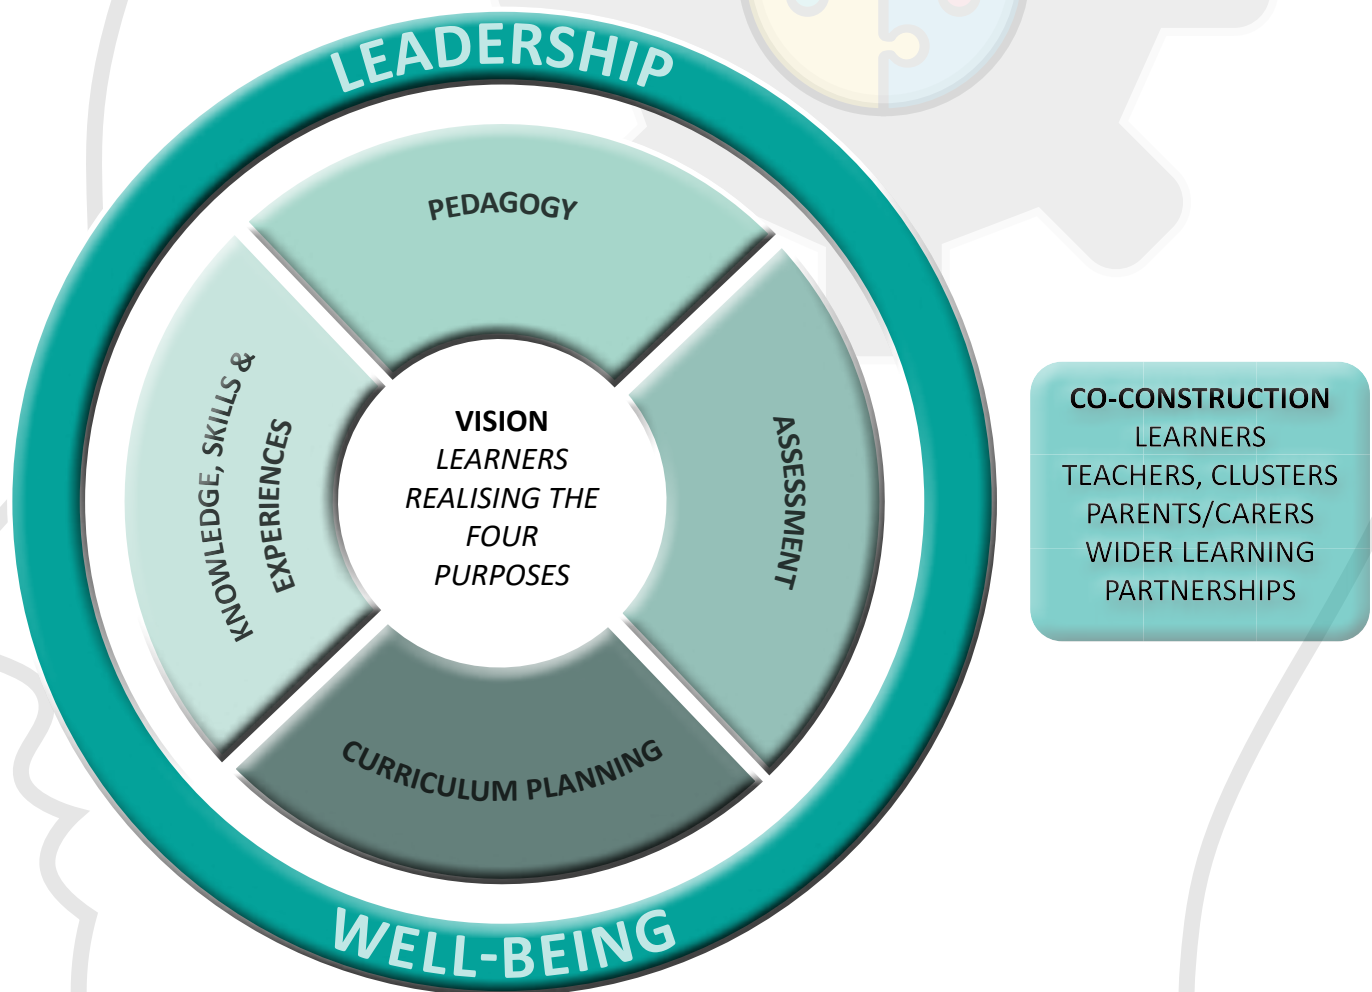 LEADERSHIP
PEDAGOGY
KNOWLEDGE, SKILLS &
EXPERIENCES
VISION
LEARNERS
REALISING THE
FOUR
PURPOSES
ASSESSMENT
CURRICULUM PLANNING
WELL-BEING
CO-CONSTRUCTION
LEARNERS
TEACHERS, CLUSTERS
PARENTS/CARERS
WIDER LEARNING
PARTNERSHIPS